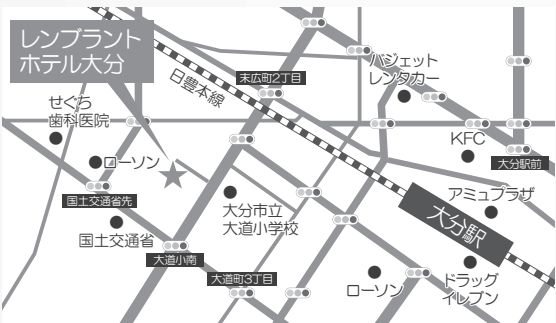 レンブラント
ホテル大分
バジェット
レンタカー
末広町2丁目
日豊本線
せぐち
歯科医院
KFC
大分駅前
ローソン
国土交通省先
アミュプラザ
大分市立
大道小学校
大分駅
国土交通省
大道小南
大道町3丁目
ローソン
ドラッグ
イレブン